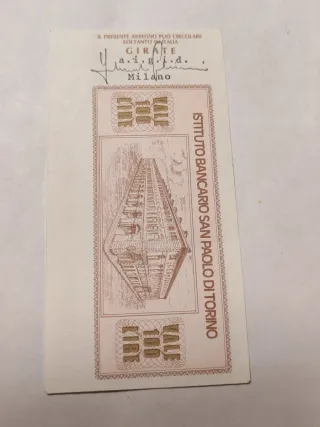 IL PRESENTE ASSEGNO PUÒ CIRCOLARE
SOLTANTO IN ITALIA
GIRATE
a.i.g.i.d.
Milano
VALE
100
LIRE
VALE
100
LIRE
ISTITUTO BANCARIO SAN PAOLO DI TORINO